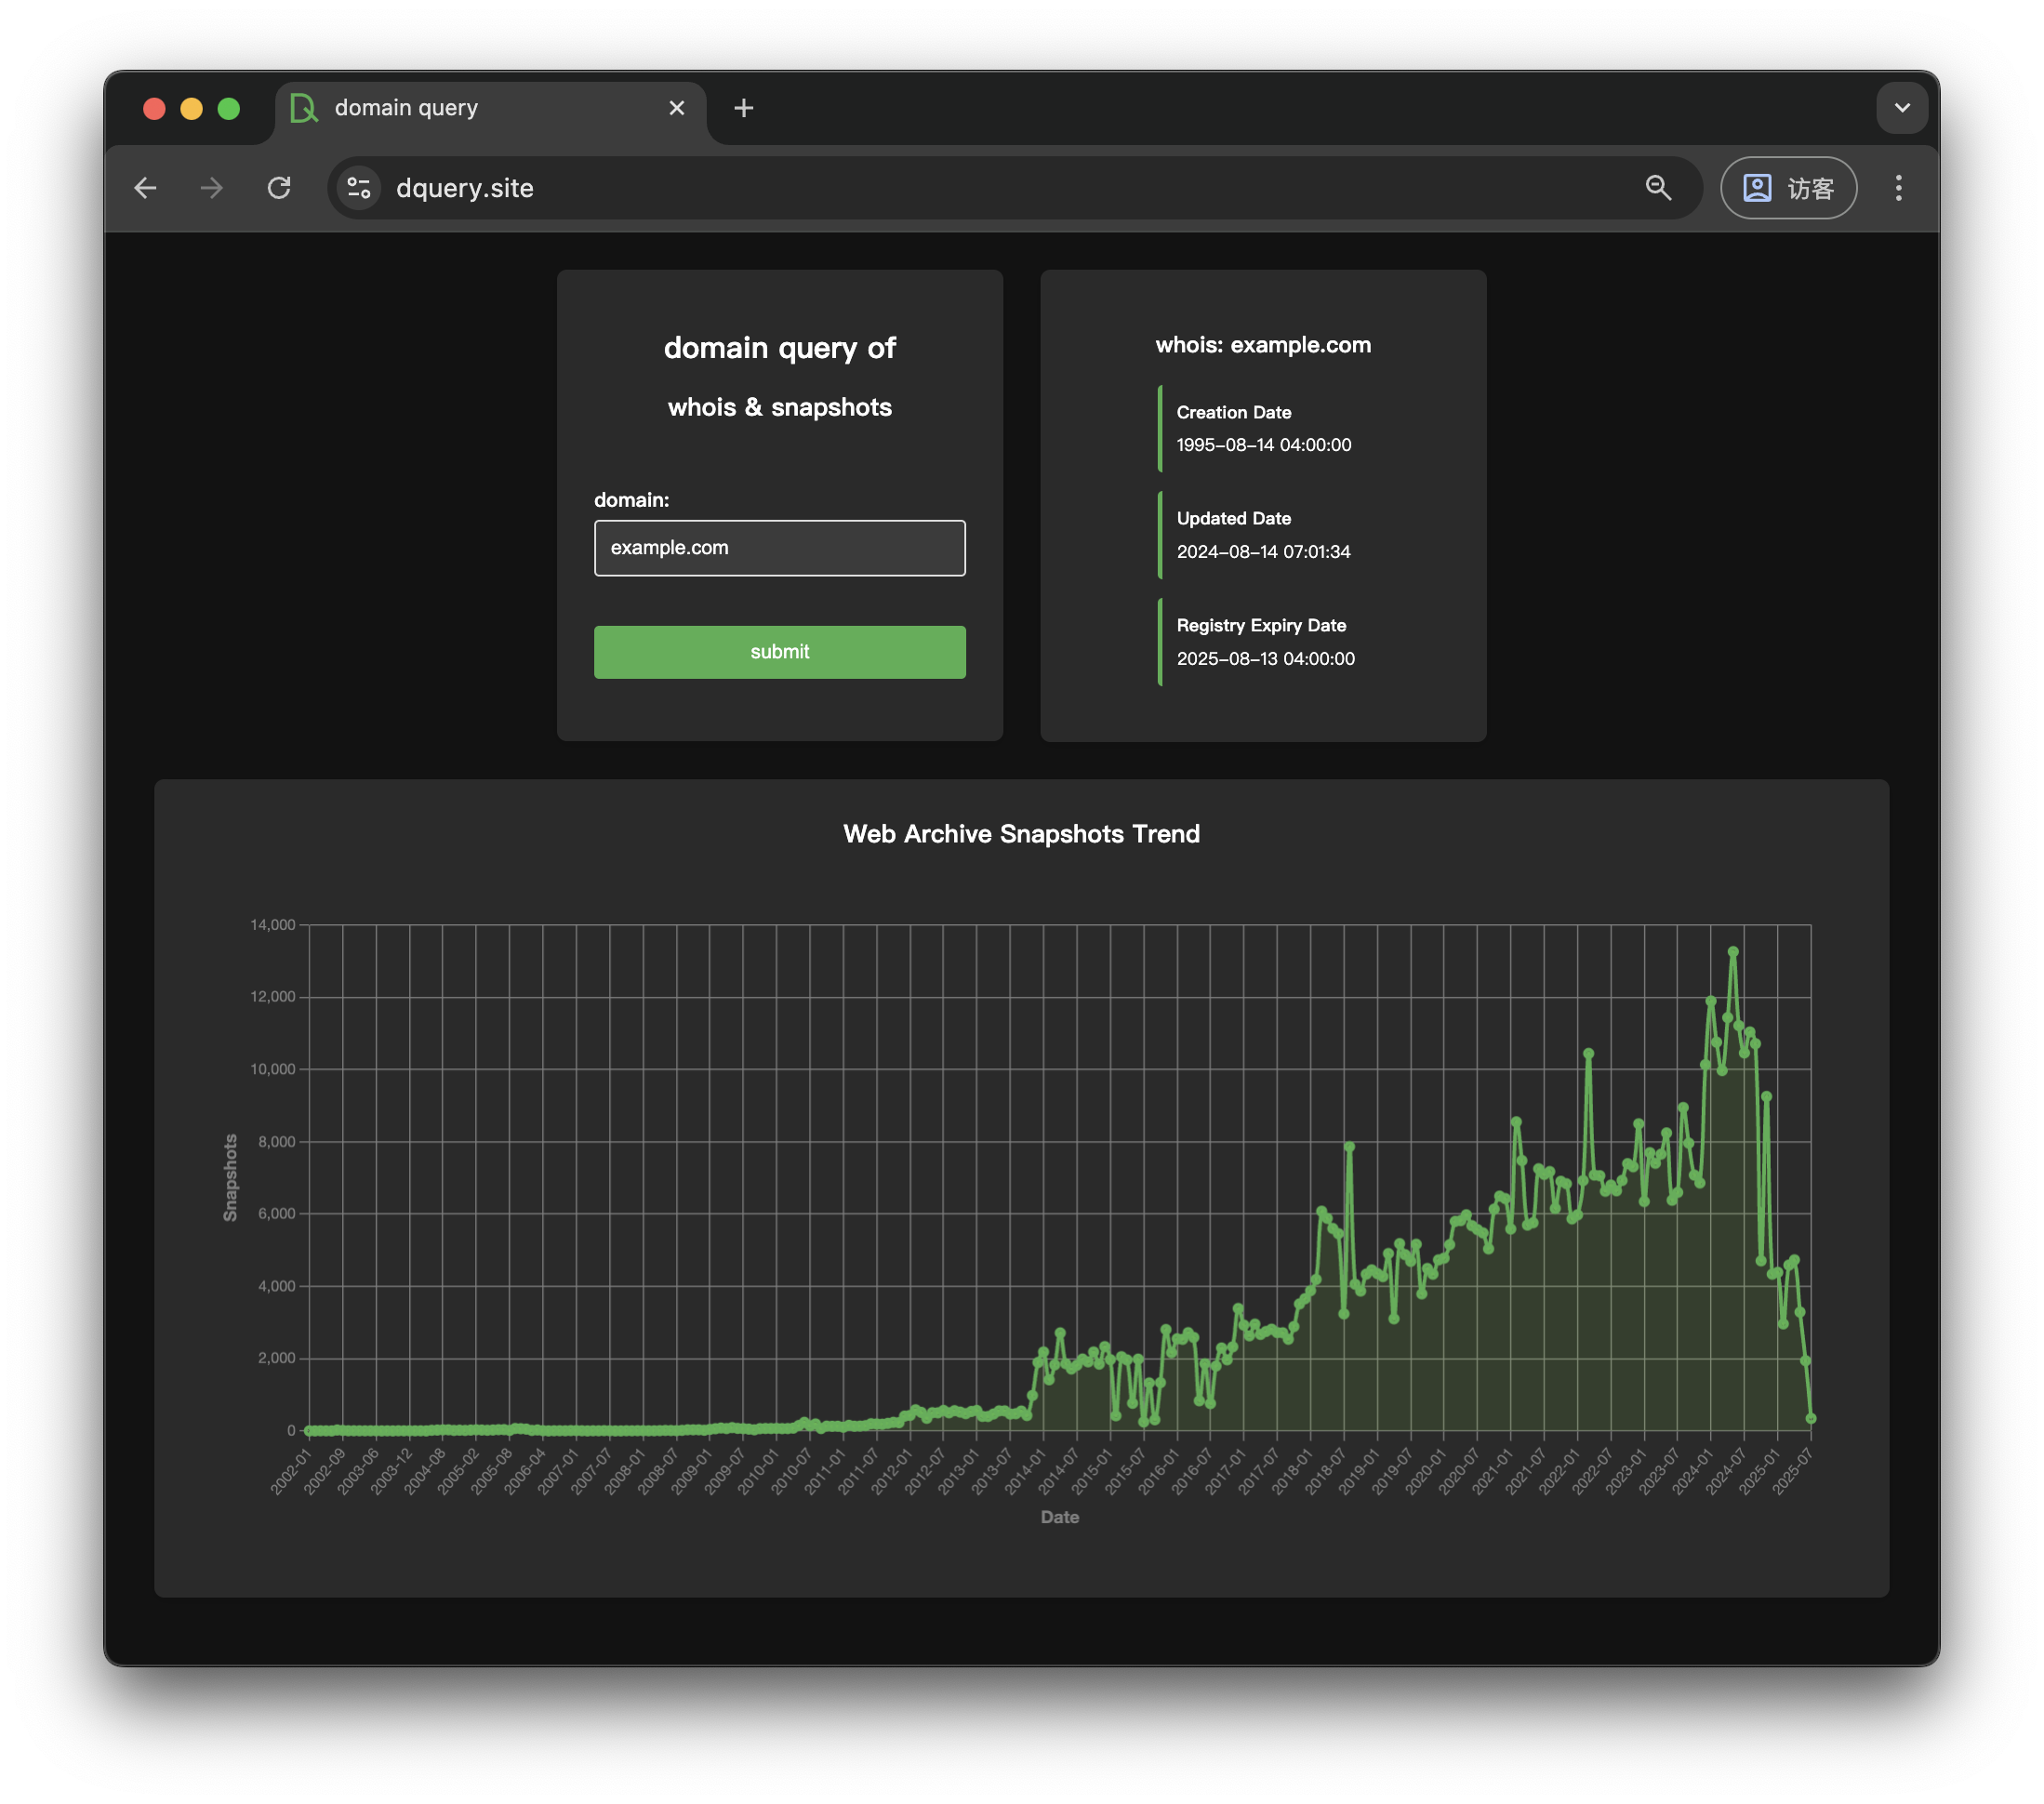 domain query
dquery.site
访客
domain query of
whois & snapshots
domain:
example.com
submit
whois: example.com
Creation Date
1995-08-14 04:00:00
Updated Date
2024-08-14 07:01:34
Registry Expiry Date
2025-08-13 04:00:00
Web Archive Snapshots Trend
14,000
12,000
10,000
8,000
6,000
4,000
2,000
0
Snapshots
2002-01 2002-09 2003-06 2003-12 2004-08 2005-02 2005-08 2006-04 2007-01 2007-07 2008-01 2008-07 2009-01 2009-07 2010-01 2010-07 2011-01 2011-07 2012-01 2012-07 2013-01 2013-07 2014-01 2014-07 2015-01 2015-07 2016-01 2016-07 2017-01 2017-07 2018-01 2018-07 2019-01 2019-07 2020-01 2020-07 2021-01 2021-07 2022-01 2022-07 2023-01 2023-07 2024-01 2024-07 2025-01 2025-07
Date